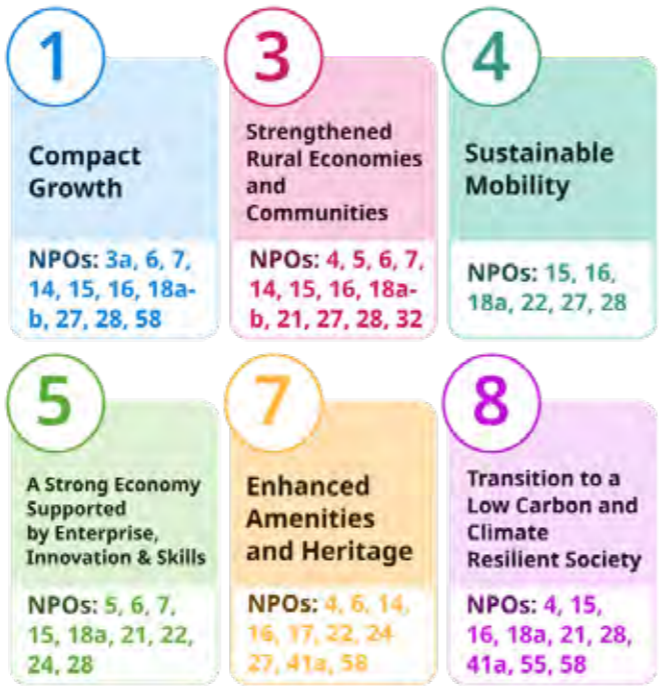 1
Compact
Growth
NPOs: 3a, 6, 7,
14, 15, 16, 18a-
b, 27, 28, 58
3
Strengthened
Rural Economies
and
Communities
NPOs: 4, 5, 6, 7,
14, 15, 16, 18a-
b, 21, 27, 28, 32
4
Sustainable
Mobility
NPOs: 15, 16,
18a, 22, 27, 28
5
A Strong Economy
Supported
by Enterprise,
Innovation & Skills
NPOs: 5, 6, 7,
15, 18a, 21, 22,
24, 28
7
Enhanced
Amenities
and Heritage
NPOs: 4, 6, 14,
16, 17, 22, 24
27, 41a, 58
8
Transition to a
Low Carbon and
Climate
Resilient Society
NPOs: 4, 15,
16, 18a, 21, 28,
41a, 55, 58